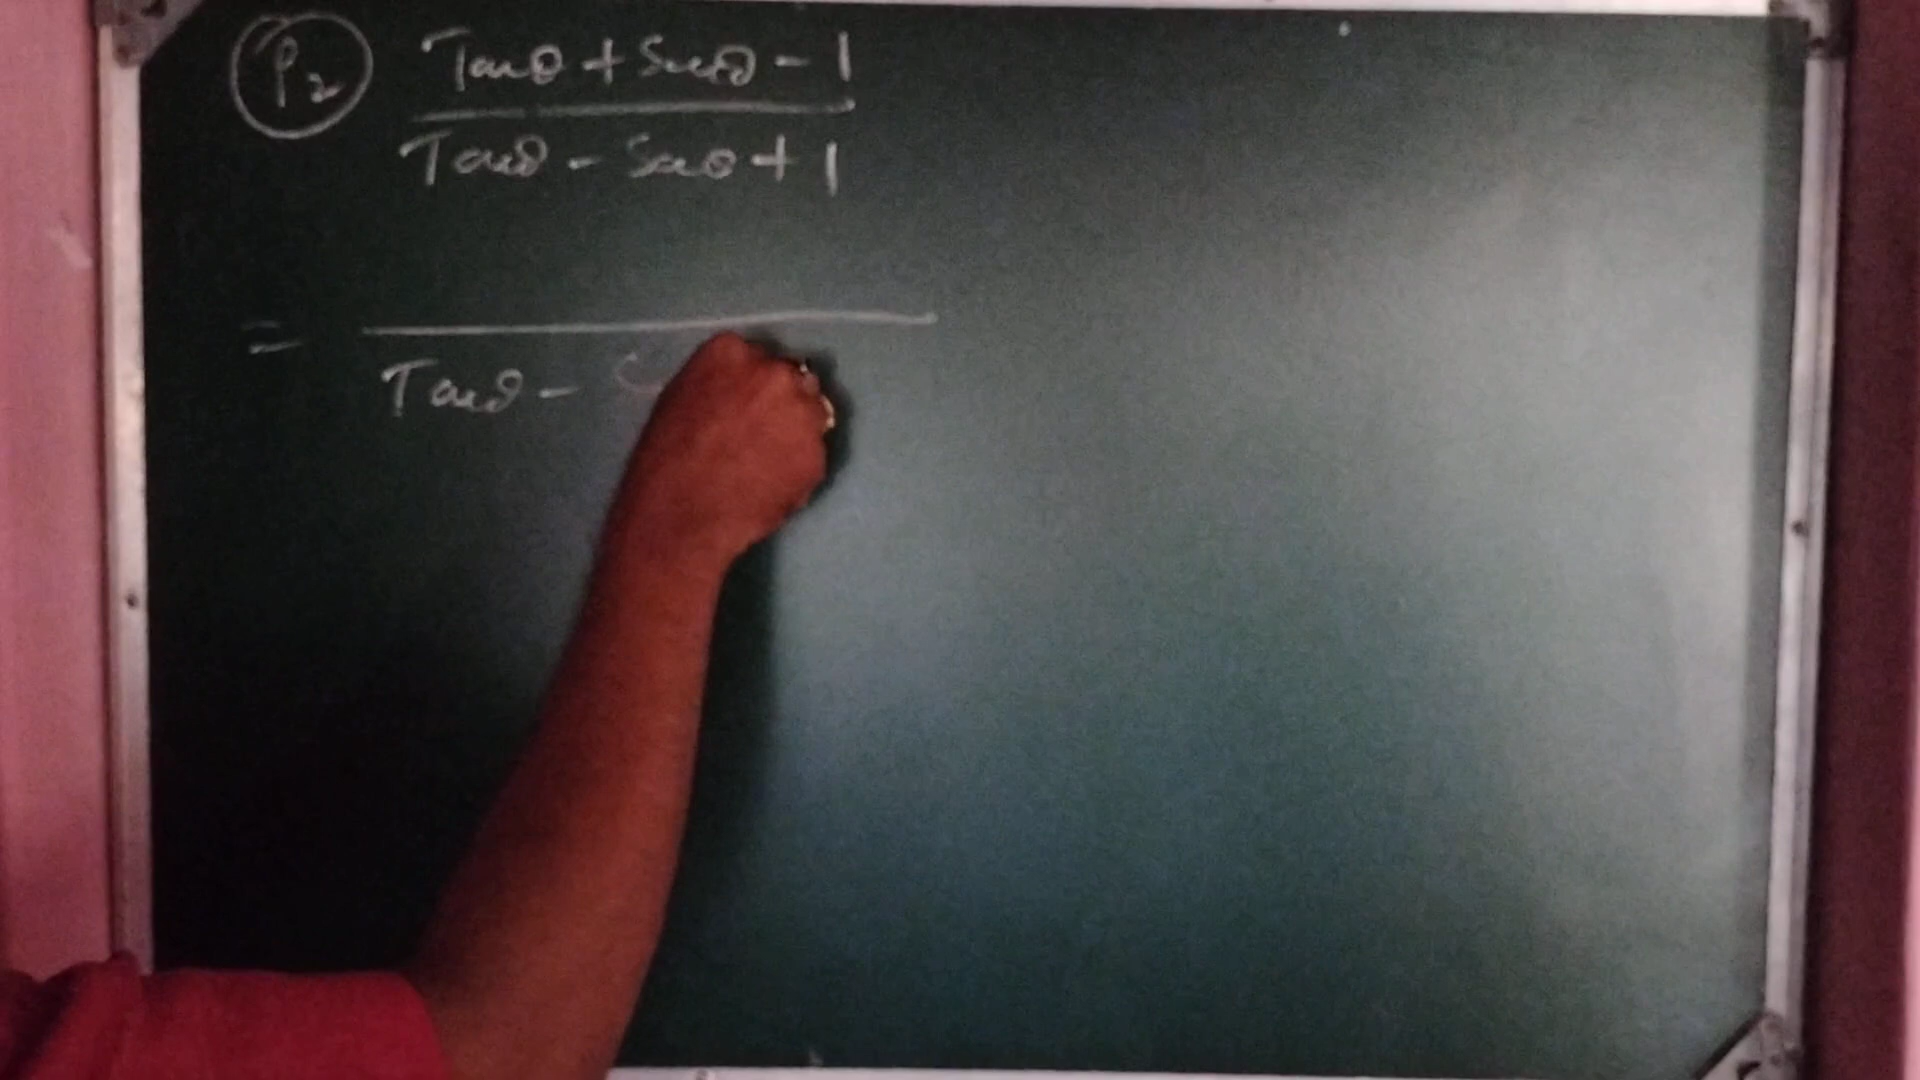 P2
Tanθ + Secθ - 1
Tanθ - Secθ + 1
=
Tanθ - S